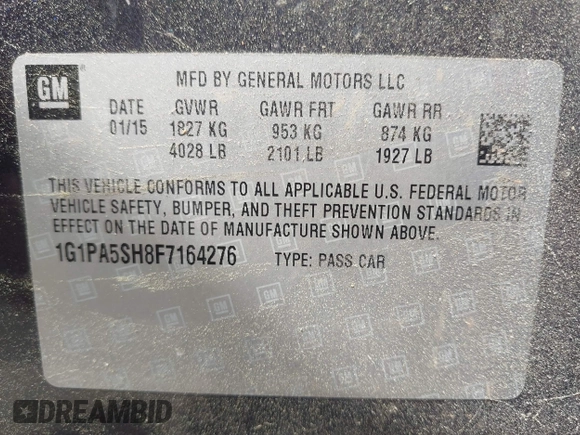 GM
MFD BY GENERAL MOTORS LLC
DATE GVWR GAWR FRT GAWR RR
01/15 1827 KG 953 KG 874 KG
4028 LB 2101 LB 1927 LB
THIS VEHICLE CONFORMS TO ALL APPLICABLE U.S. FEDERAL MOTOR
VEHICLE SAFETY, BUMPER, AND THEFT PREVENTION STANDARDS IN
EFFECT ON THE DATE OF MANUFACTURE SHOWN ABOVE.
1G1PA5SH8F7164276 TYPE: PASS CAR
DREAMBID